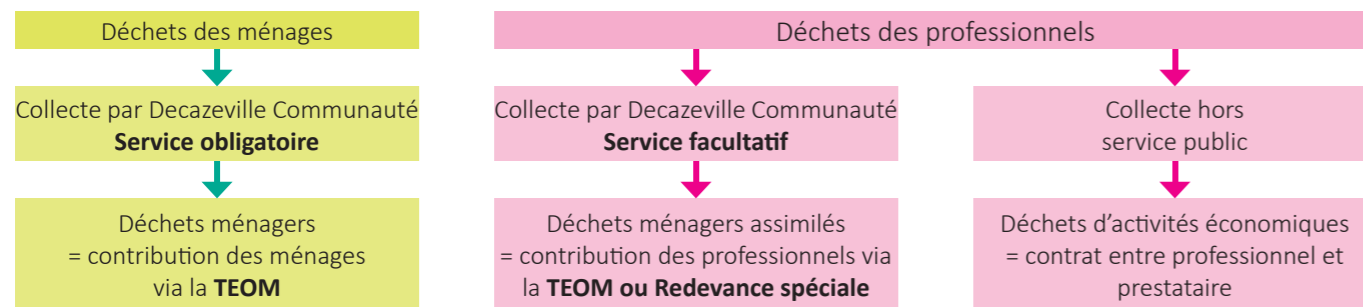 Déchets des ménages
Collecte par Decazeville Communauté
Service obligatoire
Déchets ménagers
= contribution des ménages
via la TEOM
Déchets des professionnels
Collecte par Decazeville Communauté
Service facultatif
Déchets ménagers assimilés
= contribution des professionnels via
la TEOM ou Redevance spéciale
Collecte hors
service public
Déchets d’activités économiques
= contrat entre professionnel et
prestataire